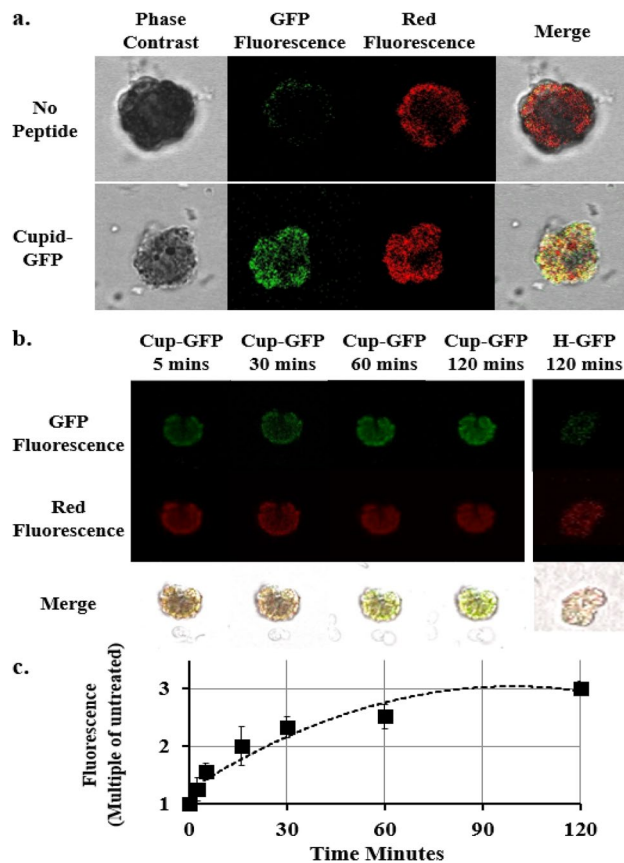 a.
Phase Contrast
GFP Fluorescence
Red Fluorescence
Merge
No Peptide
Cupid-GFP
b.
Cup-GFP 5 mins
Cup-GFP 30 mins
Cup-GFP 60 mins
Cup-GFP 120 mins
H-GFP 120 mins
GFP Fluorescence
Red Fluorescence
Merge
c.
Fluorescence
(Multiple of untreated)
3
2
1
0
30
60
90
120
Time Minutes